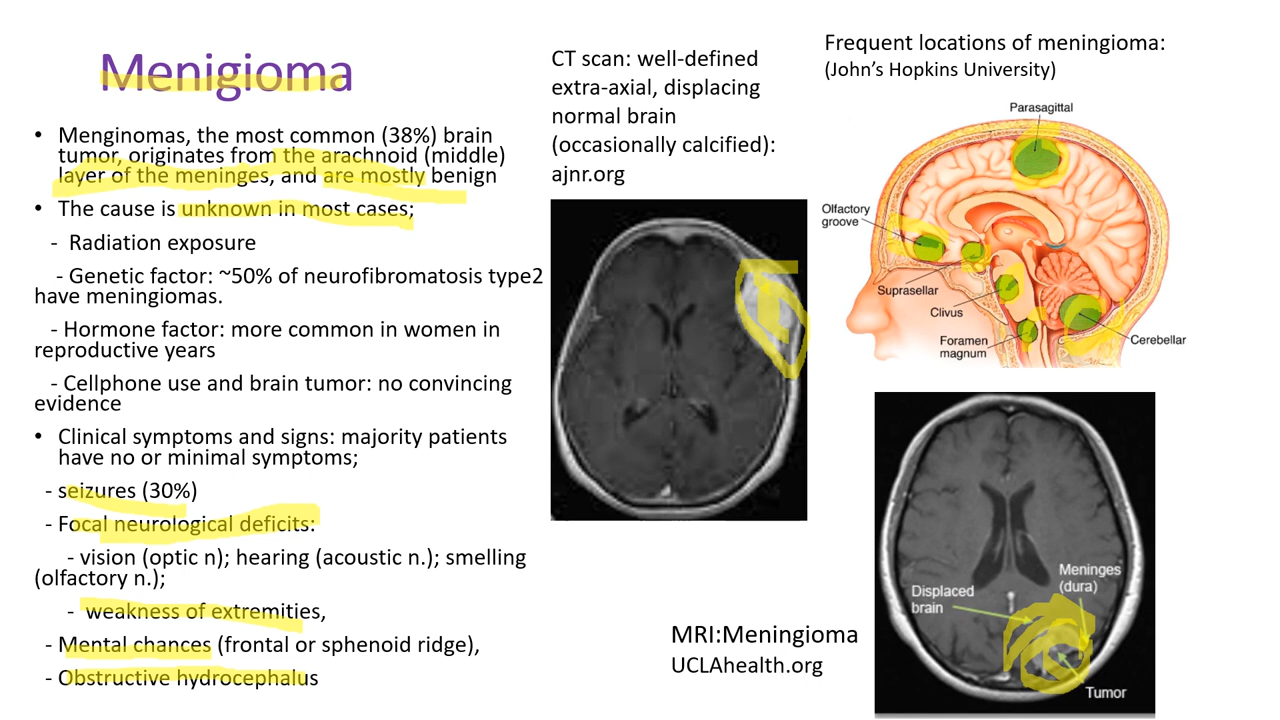 Menigioma
• Menginomas, the most common (38%) brain
tumor, originates from the arachnoid (middle)
layer of the meninges, and are mostly benign
• The cause is unknown in most cases;
- Radiation exposure
- Genetic factor: ~50% of neurofibromatosis type2
have meningiomas.
- Hormone factor: more common in women in
reproductive years
- Cellphone use and brain tumor: no convincing
evidence
• Clinical symptoms and signs: majority patients
have no or minimal symptoms;
- seizures (30%)
- Focal neurological deficits:
- vision (optic n); hearing (acoustic n.); smelling
(olfactory n.);
- weakness of extremities,
- Mental chances (frontal or sphenoid ridge),
- Obstructive hydrocephalus
CT scan: well-defined
extra-axial, displacing
normal brain
(occasionally calcified):
ajnr.org
Frequent locations of meningioma:
(John’s Hopkins University)
Parasagittal
Olfactory
groove
Suprasellar
Clivus
Foramen
magnum
Cerebellar
MRI:Meningioma
UCLAhealth.org
Meninges
(dura)
Displaced
brain
Tumor